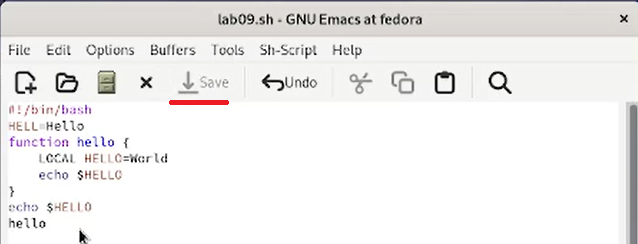 lab09.sh - GNU Emacs at fedora
File Edit Options Buffers Tools Sh-Script Help
Save Undo
#!/bin/bash
HELL=Hello
function hello {
    LOCAL HELLO=World
    echo $HELLO
}
echo $HELLO
hello